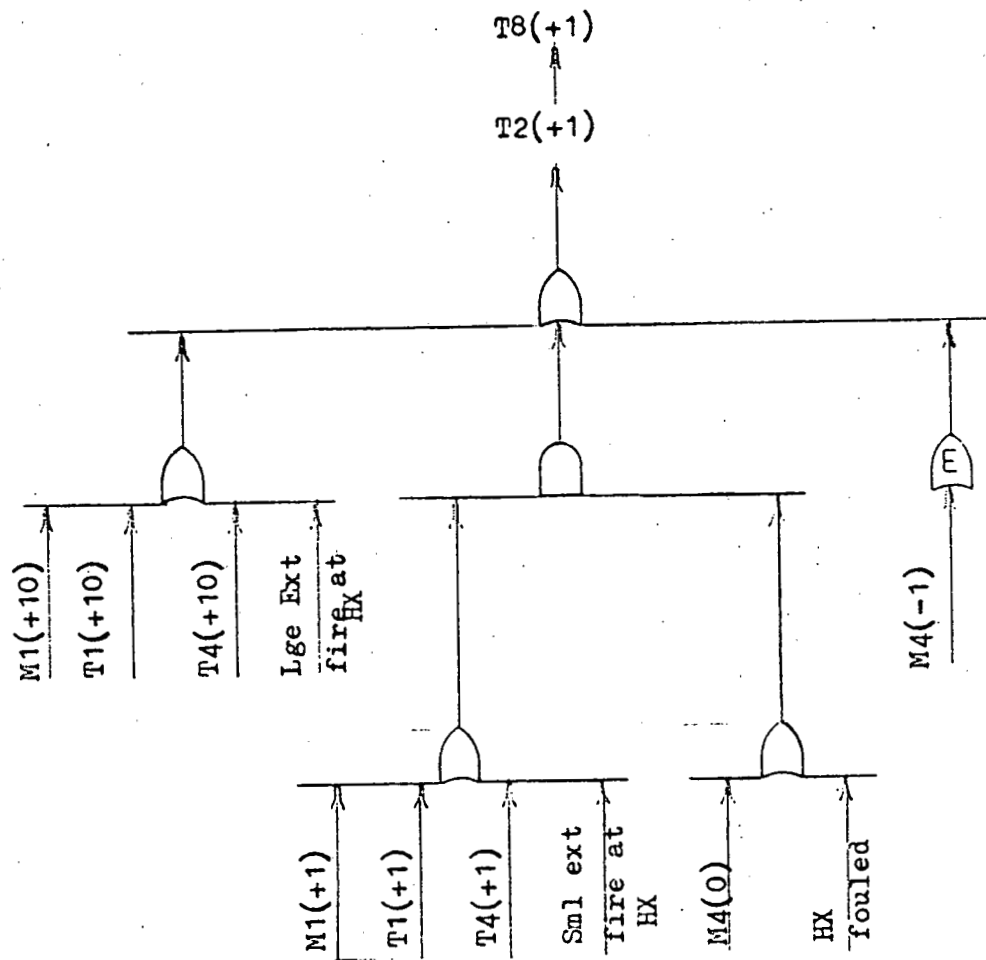 T8(+1)
T2(+1)
E
M1(+10)
T1(+10)
T4(+10)
Lge Ext
fire at
HX
M4(-1)
M1(+1)
T1(+1)
T4(+1)
Sml ext
fire at
HX
M4(0)
HX
fouled